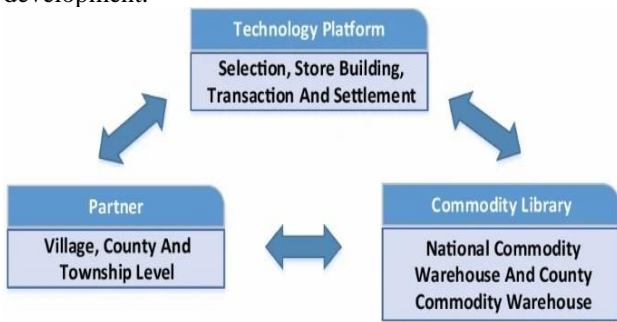 development.
Technology Platform
Selection, Store Building,
Transaction And Settlement
Partner
Village, County And
Township Level
Commodity Library
National Commodity
Warehouse And County
Commodity Warehouse